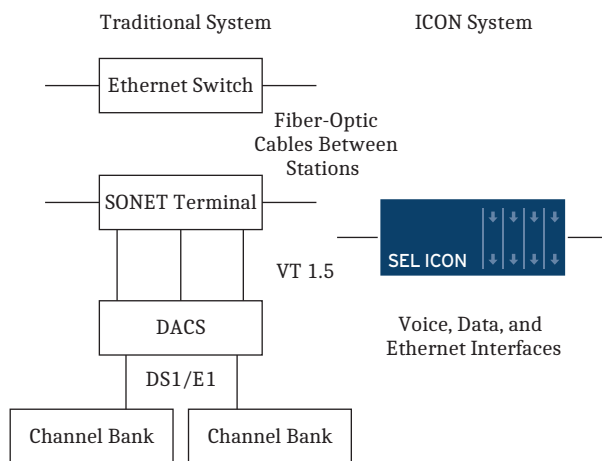 Traditional System
ICON System
Ethernet Switch
Fiber-Optic
Cables Between
Stations
SONET Terminal
SEL ICON
VT 1.5
DACS
Voice, Data, and
Ethernet Interfaces
DS1/E1
Channel Bank
Channel Bank